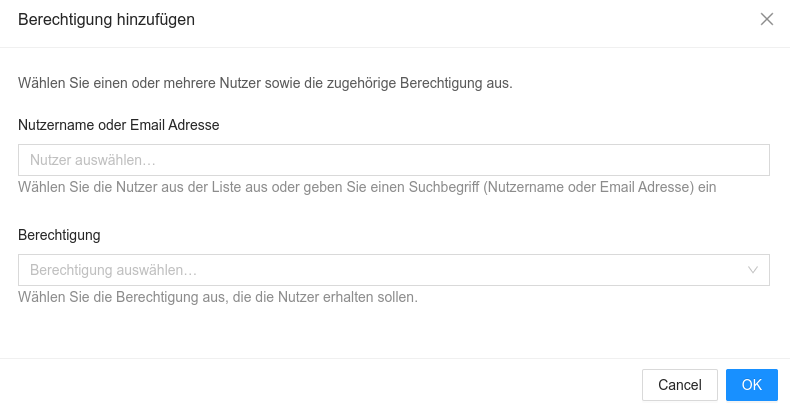 Berechtigung hinzufügen
Wählen Sie einen oder mehrere Nutzer sowie die zugehörige Berechtigung aus.
Nutzername oder Email Adresse
Nutzer auswählen…
Wählen Sie die Nutzer aus der Liste aus oder geben Sie einen Suchbegriff (Nutzername oder Email Adresse) ein
Berechtigung
Berechtigung auswählen…
Wählen Sie die Berechtigung aus, die die Nutzer erhalten sollen.
Cancel OK